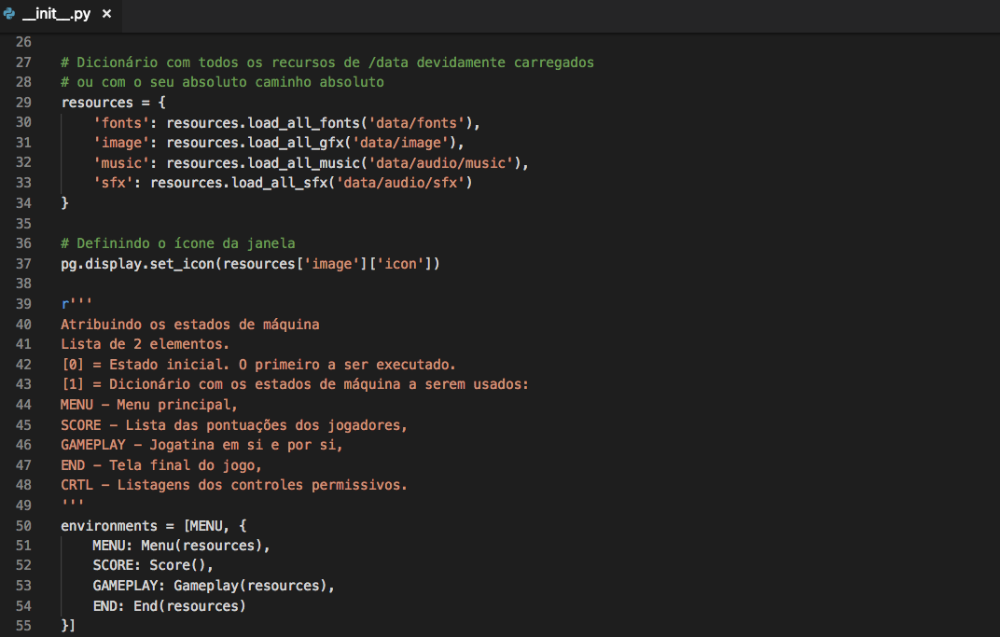 __init__.py ×
26
27 # Dicionário com todos os recursos de /data devidamente carregados
28 # ou com o seu absoluto caminho absoluto
29 resources = {
30     'fonts': resources.load_all_fonts('data/fonts'),
31     'image': resources.load_all_gfx('data/image'),
32     'music': resources.load_all_music('data/audio/music'),
33     'sfx': resources.load_all_sfx('data/audio/sfx')
34 }
35
36 # Definindo o ícone da janela
37 pg.display.set_icon(resources['image']['icon'])
38
39 r'''
40 Atribuindo os estados de máquina
41 Lista de 2 elementos.
42 [0] = Estado inicial. O primeiro a ser executado.
43 [1] = Dicionário com os estados de máquina a serem usados:
44 MENU – Menu principal,
45 SCORE – Lista das pontuações dos jogadores,
46 GAMEPLAY – Jogatina em si e por si,
47 END – Tela final do jogo,
48 CRTL – Listagens dos controles permissivos.
49 '''
50 environments = [MENU, {
51     MENU: Menu(resources),
52     SCORE: Score(),
53     GAMEPLAY: Gameplay(resources),
54     END: End(resources)
55 }]